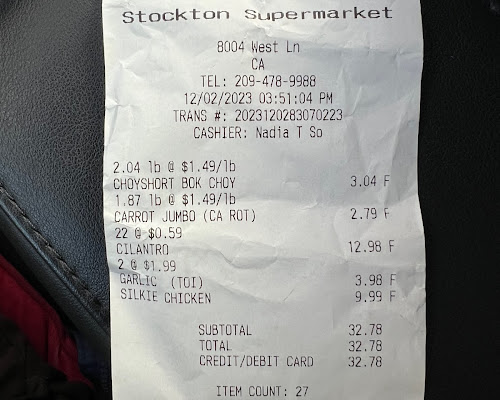 Stockton Supermarket
8004 West Ln
CA
TEL: 209-478-9988
12/02/2023 03:51:04 PM
TRANS #: 2023120283070223
CASHIER: Nadia T So
2.04 lb @ $1.49/lb
CHOYSHORT BOK CHOY 3.04 F
1.87 lb @ $1.49/lb
CARROT JUMBO (CA ROT) 2.79 F
22 @ $0.59
CILANTRO 12.98 F
2 @ $1.99
GARLIC (TOI) 3.98 F
SILKIE CHICKEN 9.99 F
SUBTOTAL 32.78
TOTAL 32.78
CREDIT/DEBIT CARD 32.78
ITEM COUNT: 27